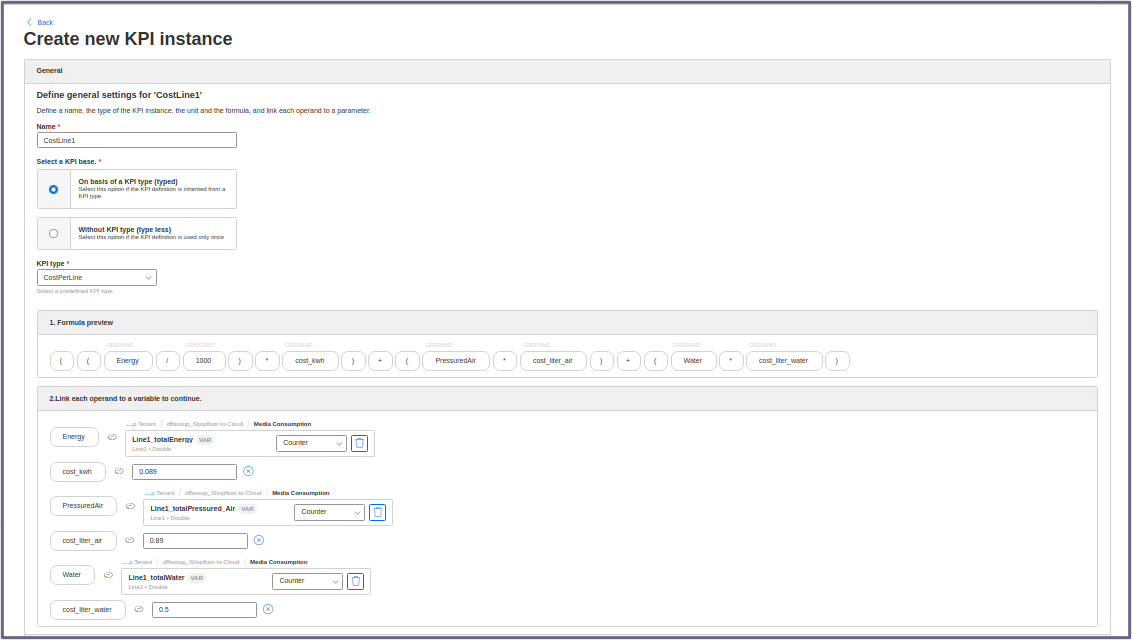 Back
Create new KPI instance
General
Define general settings for 'CostLine1'
Define a name, the type of the KPI instance, the unit and the formula, and link each operand to a parameter.
Name *
CostLine1
Select a KPI base. *
On basis of a KPI type (typed)
Select this option if the KPI definition is inherited from a
KPI type
Without KPI type (type less)
Select this option if the KPI definition is used only once
KPI type *
CostPerLine
Select a predefined KPI type.
1. Formula preview
OPERAND CONSTANT OPERAND OPERAND OPERAND OPERAND OPERAND
( ( Energy / 1000 ) * cost_kwh ) + ( PressuredAir * cost_liter_air ) + ( Water * cost_liter_water )
2.Link each operand to a variable to continue.
...p.Tenant / dffassup_Shopfloor-to-Cloud / Media Consumption
Energy Line1_totalEnergy VAR Counter
Line1 • Double
cost_kwh 0.089
...p.Tenant / dffassup_Shopfloor-to-Cloud / Media Consumption
PressuredAir Line1_totalPressured_Air VAR Counter
Line1 • Double
cost_liter_air 0.89
...p.Tenant / dffassup_Shopfloor-to-Cloud / Media Consumption
Water Line1_totalWater VAR Counter
Line1 • Double
cost_liter_water 0.5